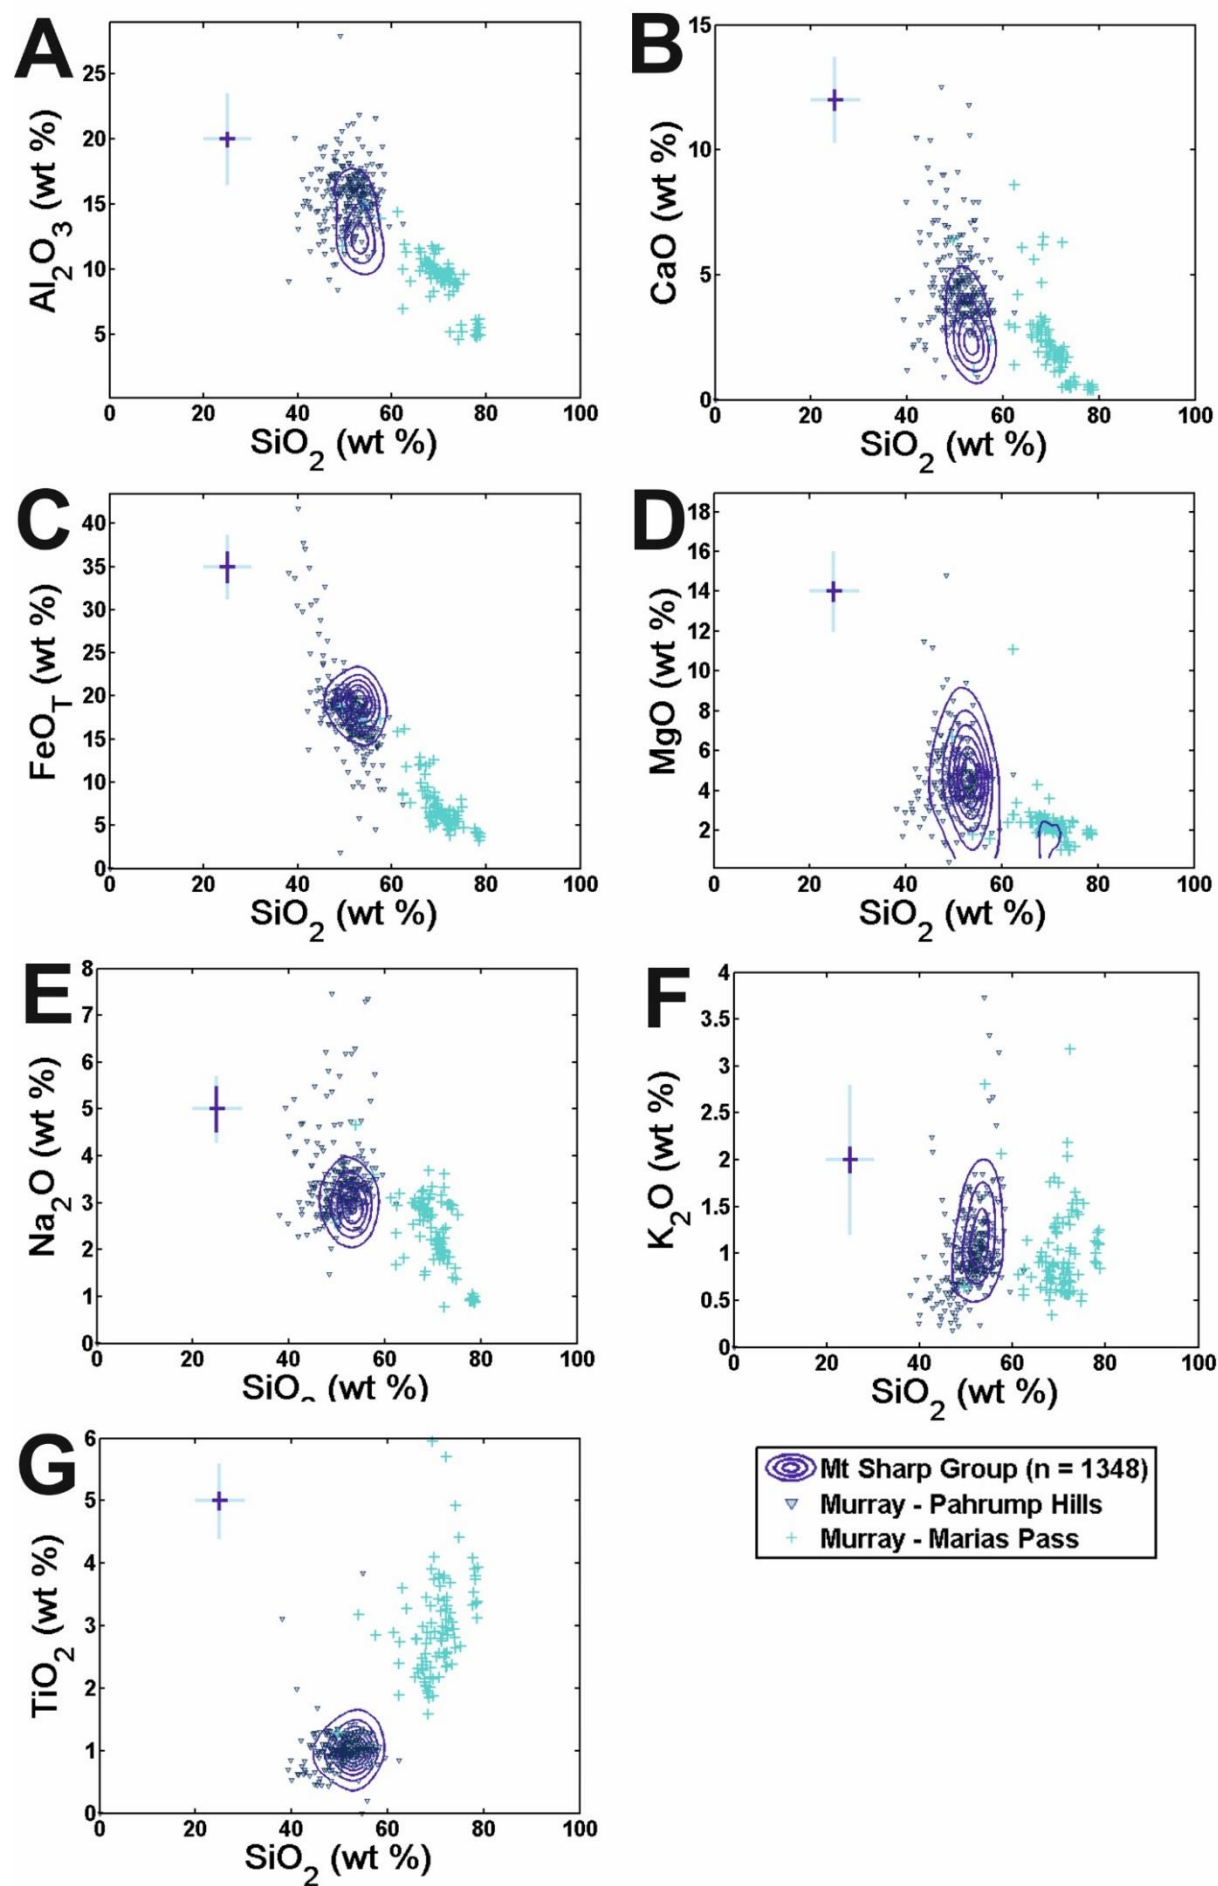 A
Al2O3 (wt %)
25
20
15
10
5
0 20 40 60 80 100
SiO2 (wt %)
B
CaO (wt %)
15
10
5
0
0 20 40 60 80 100
SiO2 (wt %)
C
FeOT (wt %)
40
35
30
25
20
15
10
5
0
0 20 40 60 80 100
SiO2 (wt %)
D
MgO (wt %)
18
16
14
12
10
8
6
4
2
0 20 40 60 80 100
SiO2 (wt %)
E
Na2O (wt %)
8
7
6
5
4
3
2
1
0
0 20 40 60 80 100
SiO2 (wt %)
F
K2O (wt %)
4
3.5
3
2.5
2
1.5
1
0.5
0
0 20 40 60 80 100
SiO2 (wt %)
G
TiO2 (wt %)
6
5
4
3
2
1
0
0 20 40 60 80 100
SiO2 (wt %)
Mt Sharp Group (n = 1348)
Murray - Pahrump Hills
Murray - Marias Pass